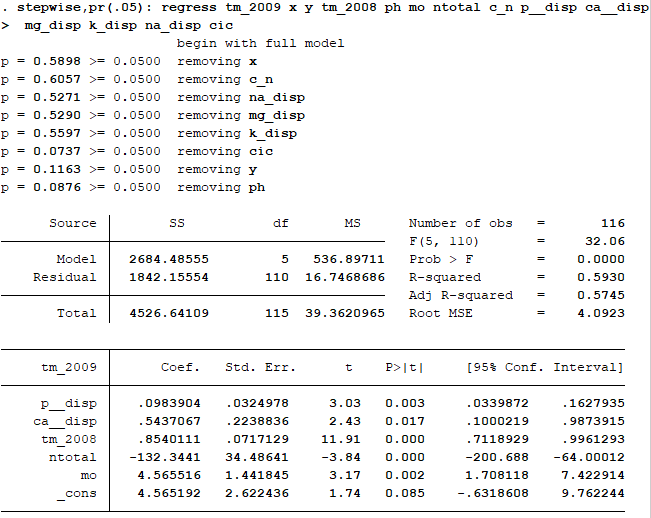 . stepwise,pr(.05): regress tm_2009 x y tm_2008 ph mo ntotal c_n p__disp ca__disp
> mg_disp k_disp na_disp cic
begin with full model
p = 0.5898 >= 0.0500 removing x
p = 0.6057 >= 0.0500 removing c_n
p = 0.5271 >= 0.0500 removing na_disp
p = 0.5290 >= 0.0500 removing mg_disp
p = 0.5597 >= 0.0500 removing k_disp
p = 0.0737 >= 0.0500 removing cic
p = 0.1163 >= 0.0500 removing y
p = 0.0876 >= 0.0500 removing ph
Source SS df MS Number of obs = 116
F(5, 110) = 32.06
Model 2684.48555 5 536.89711 Prob > F = 0.0000
Residual 1842.15554 110 16.7468686 R-squared = 0.5930
Adj R-squared = 0.5745
Total 4526.64109 115 39.3620965 Root MSE = 4.0923
tm_2009 Coef. Std. Err. t P>|t| [95% Conf. Interval]
p__disp .0983904 .0324978 3.03 0.003 .0339872 .1627935
ca__disp .5437067 .2238836 2.43 0.017 .1000219 .9873915
tm_2008 .8540111 .0717129 11.91 0.000 .7118929 .9961293
ntotal -132.3441 34.48641 -3.84 0.000 -200.688 -64.00012
mo 4.565516 1.441845 3.17 0.002 1.708118 7.422914
_cons 4.565192 2.622436 1.74 0.085 -.6318608 9.762244